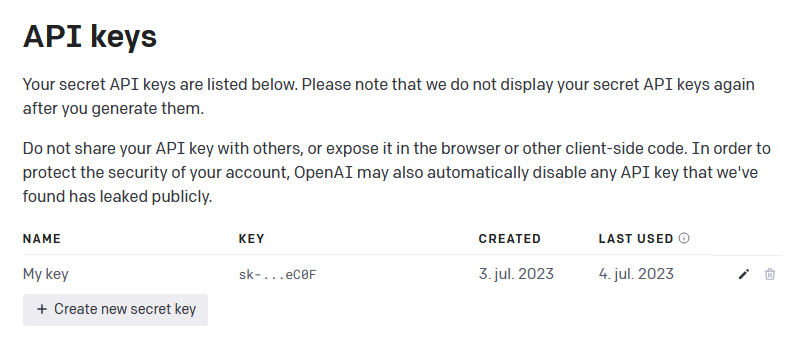 API keys
Your secret API keys are listed below. Please note that we do not display your secret API keys again
after you generate them.
Do not share your API key with others, or expose it in the browser or other client-side code. In order to
protect the security of your account, OpenAI may also automatically disable any API key that we've
found has leaked publicly.
NAME KEY CREATED LAST USED
My key sk-...eC0F 3. jul. 2023 4. jul. 2023
+ Create new secret key